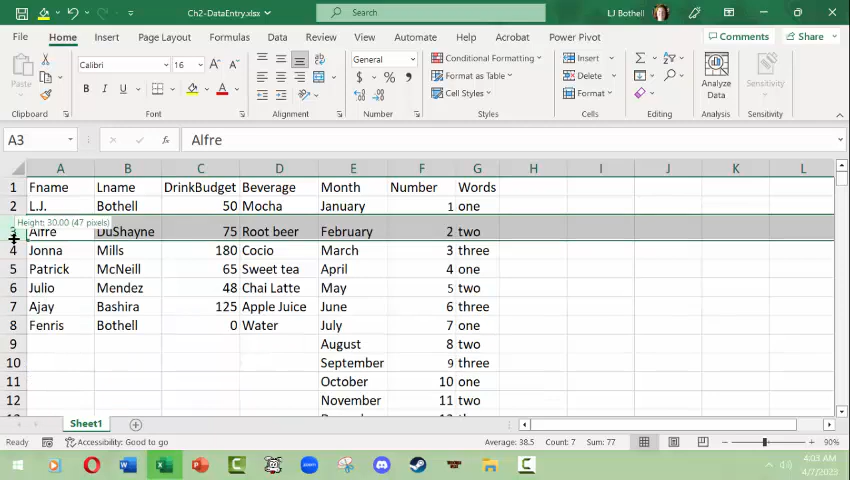 Ch2-DataEntry.xlsx
Search
LJ Bothell
File Home Insert Page Layout Formulas Data Review View Automate Help Acrobat Power Pivot Comments Share
Paste Calibri 16 General Conditional Formatting Insert
B I U $ % Format as Table Delete Analyze Data Sensitivity
Cell Styles Format
Clipboard Font Alignment Number Styles Cells Editing Analysis Sensitivity
A3 fx Alfre
A B C D E F G H I J K L
1 Fname Lname DrinkBudget Beverage Month Number Words
2 L.J. Bothell 50 Mocha January 1 one
Height: 30.00 (47 pixels)
3 Alfre DuShayne 75 Root beer February 2 two
4 Jonna Mills 180 Cocio March 3 three
5 Patrick McNeill 65 Sweet tea April 4 one
6 Julio Mendez 48 Chai Latte May 5 two
7 Ajay Bashira 125 Apple Juice June 6 three
8 Fenris Bothell 0 Water July 7 one
9 August 8 two
10 September 9 three
11 October 10 one
12 November 11 two
Sheet1
Ready Accessibility: Good to go Average: 38.5 Count: 7 Sum: 77 90%
4:03 AM
4/7/2023